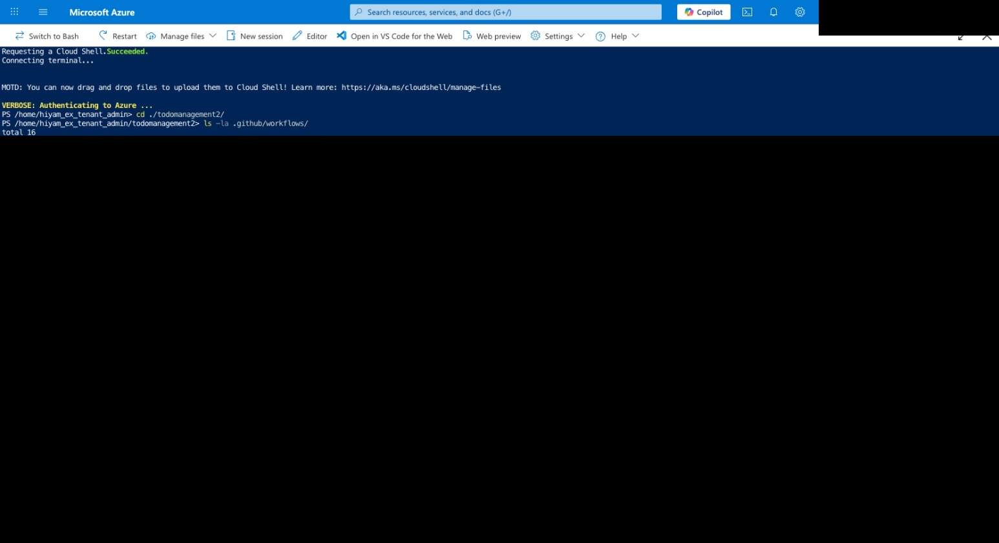 Microsoft Azure
Search resources, services, and docs (G+/)
Copilot
Switch to Bash
Restart
Manage files
New session
Editor
Open in VS Code for the Web
Web preview
Settings
Help
Requesting a Cloud Shell.Succeeded.
Connecting terminal...
MOTD: You can now drag and drop files to upload them to Cloud Shell! Learn more: https://aka.ms/cloudshell/manage-files
VERBOSE: Authenticating to Azure ...
PS /home/hiyam_ex_tenant_admin> cd ./todomanagement2/
PS /home/hiyam_ex_tenant_admin/todomanagement2> ls -la .github/workflows/
total 16